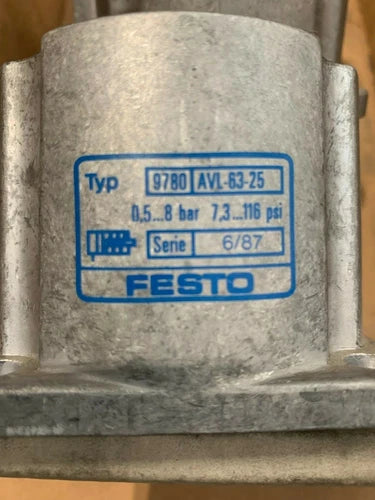 Typ 9780 AVL-63-25
0,5...8 bar 7,3...116 psi
Serie 6/87
FESTO